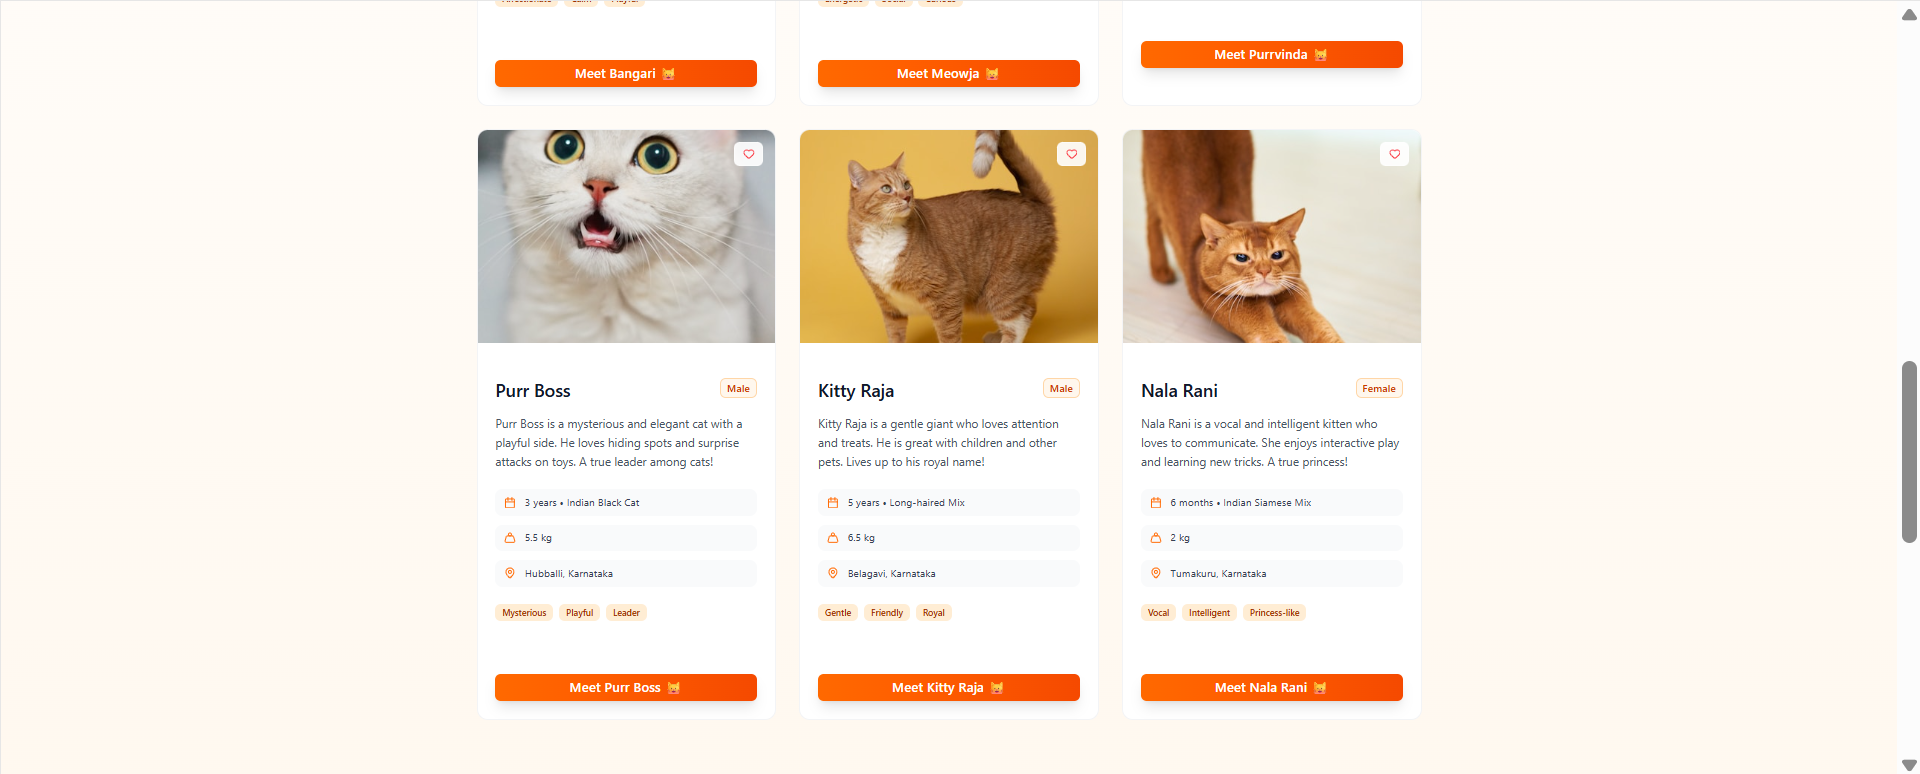 Meet Bangari
Meet Meowja
Meet Purrvinda
Purr Boss
Male
Purr Boss is a mysterious and elegant cat with a
playful side. He loves hiding spots and surprise
attacks on toys. A true leader among cats!
3 years • Indian Black Cat
5.5 kg
Hubballi, Karnataka
Mysterious Playful Leader
Meet Purr Boss
Kitty Raja
Male
Kitty Raja is a gentle giant who loves attention
and treats. He is great with children and other
pets. Lives up to his royal name!
5 years • Long-haired Mix
6.5 kg
Belagavi, Karnataka
Gentle Friendly Royal
Meet Kitty Raja
Nala Rani
Female
Nala Rani is a vocal and intelligent kitten who
loves to communicate. She enjoys interactive play
and learning new tricks. A true princess!
6 months • Indian Siamese Mix
2 kg
Tumakuru, Karnataka
Vocal Intelligent Princess-like
Meet Nala Rani